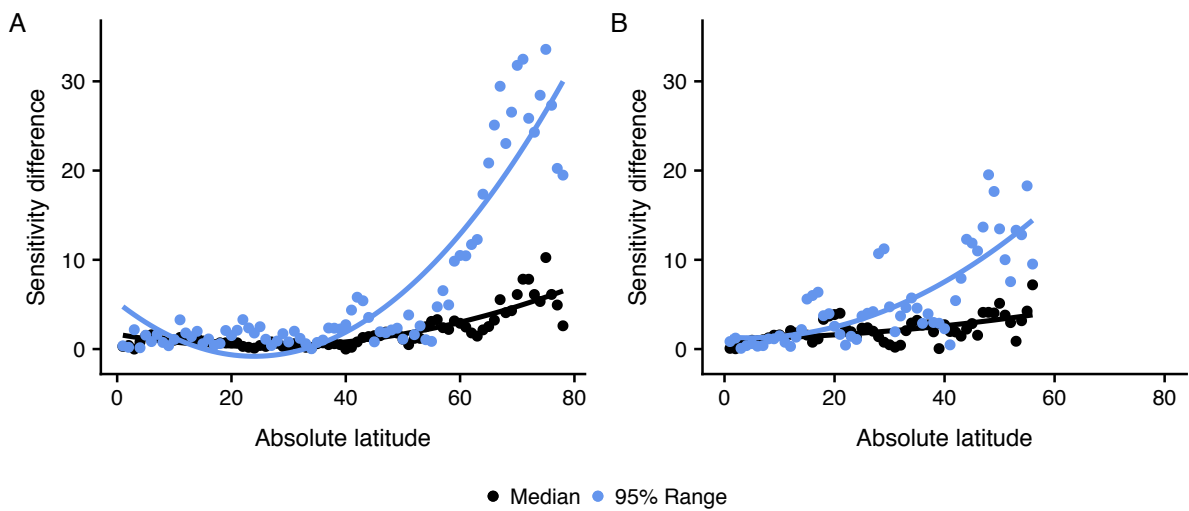 A
B
30
20
10
0
Sensitivity difference
0 20 40 60 80
Absolute latitude
30
20
10
0
Sensitivity difference
0 20 40 60 80
Absolute latitude
Median 95% Range